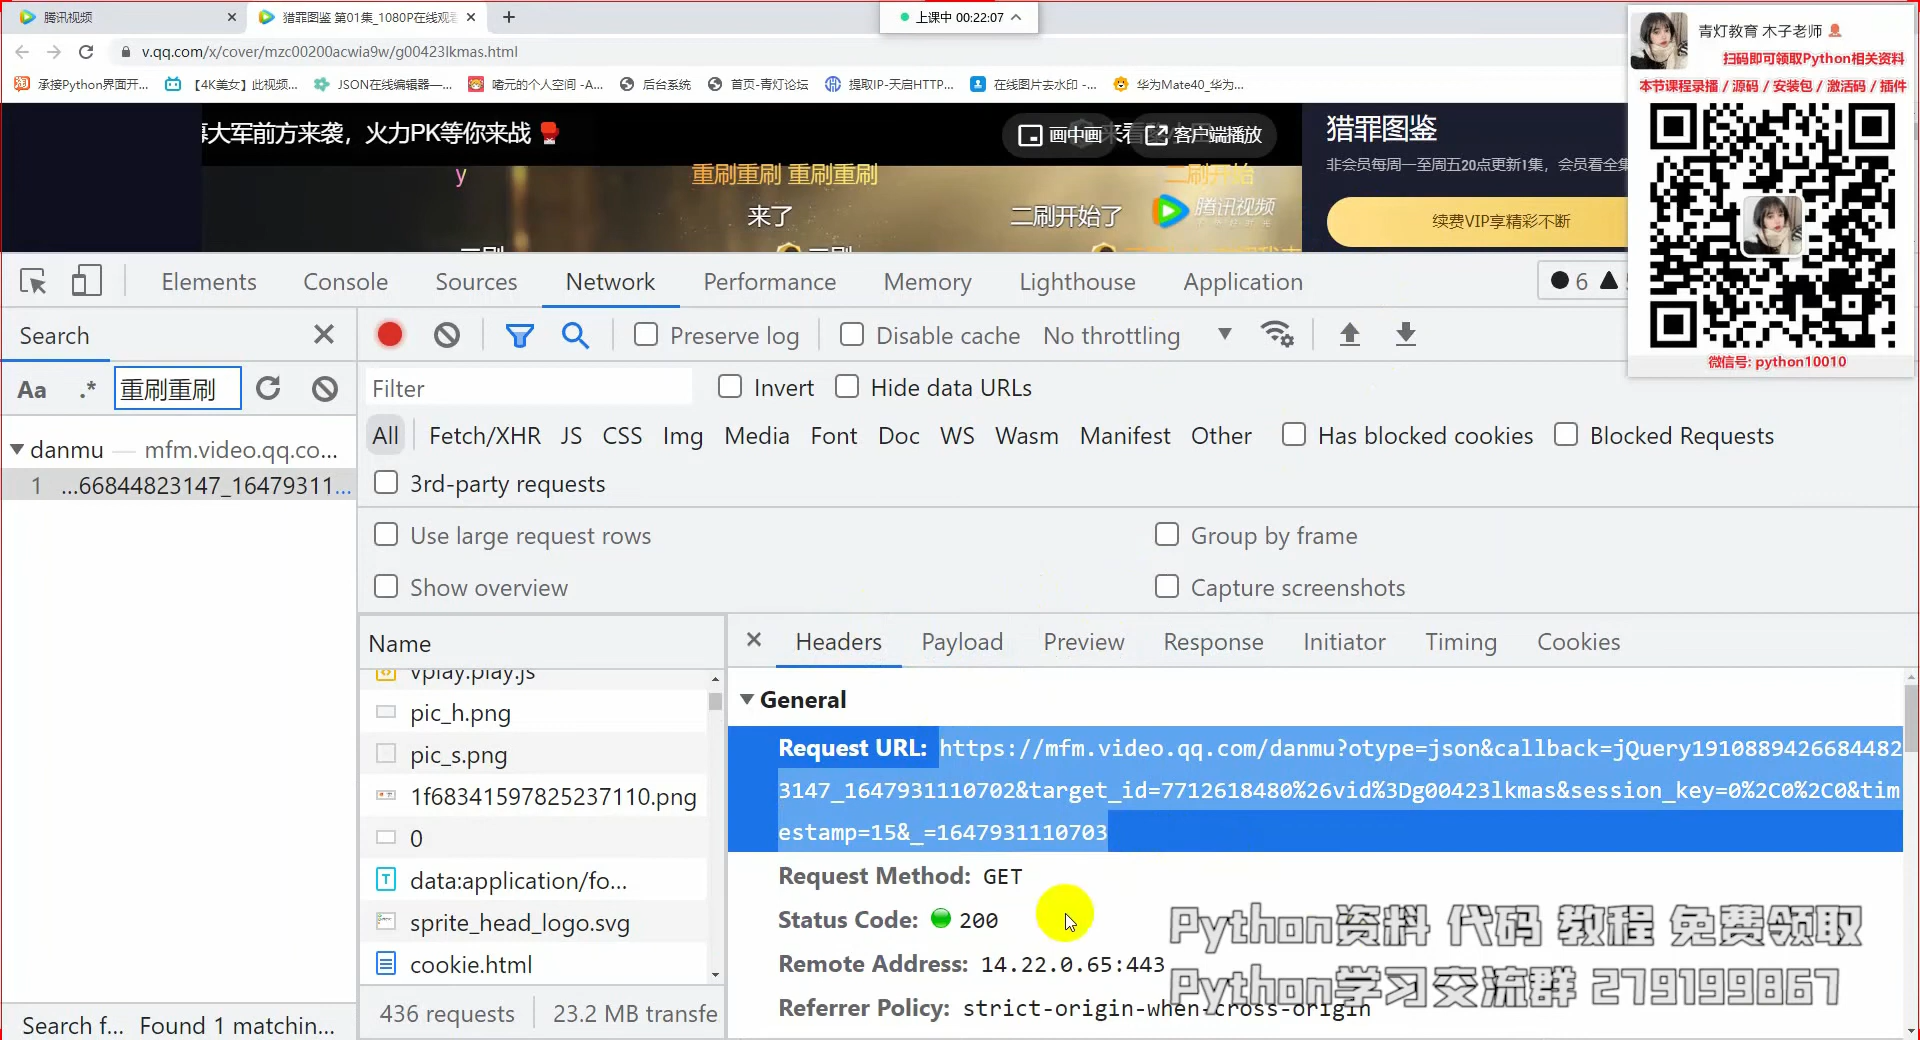 腾讯视频
猎罪图鉴 第01集_1080P在线观
上课中 00:22:07
v.qq.com/x/cover/mzc00200acwia9w/g00423lkmas.html
承接Python界面开...
【4K美女】此视频...
JSON在线编辑器—...
啫元的个人空间 -A...
后台系统
首页-青灯论坛
提取IP-天启HTTP...
在线图片去水印 -...
华为Mate40_华为...
青灯教育 木子老师
扫码即可领取Python相关资料
本节课程录播 / 源码 / 安装包 / 激活码 / 插件
微信号: python10010
大军前方来袭，火力PK等你来战
画中画
来看
客户端播放
猎罪图鉴
非会员每周一至周五20点更新1集，会员看全集
续费VIP享精彩不断
y
重刷重刷 重刷重刷
二刷开始
来了
二刷开始了
腾讯视频
Elements Console Sources Network Performance Memory Lighthouse Application
6
Search
Preserve log
Disable cache
No throttling
Aa .* 重刷重刷
Filter
Invert
Hide data URLs
All Fetch/XHR JS CSS Img Media Font Doc WS Wasm Manifest Other
Has blocked cookies
Blocked Requests
danmu — mfm.video.qq.co...
1 ...66844823147_16479311...
3rd-party requests
Use large request rows
Group by frame
Show overview
Capture screenshots
Name
vplay.play.js
pic_h.png
pic_s.png
1f68341597825237110.png
0
data:application/fo...
sprite_head_logo.svg
cookie.html
436 requests
23.2 MB transfe
Search f... Found 1 matchin...
Headers Payload Preview Response Initiator Timing Cookies
General
Request URL: https://mfm.video.qq.com/danmu?otype=json&callback=jQuery191088942668448​2
3147_1647931110702&target_id=7712618480%26vid%3Dg00423lkmas&session_key=0%2C0%2C0&tim
estamp=15&_=1647931110703
Request Method: GET
Status Code: 200
Remote Address: 14.22.0.65:443
Referrer Policy: strict-origin-when-cross-origin
Python资料 代码 教程 免费领取
Python学习交流群 279199867